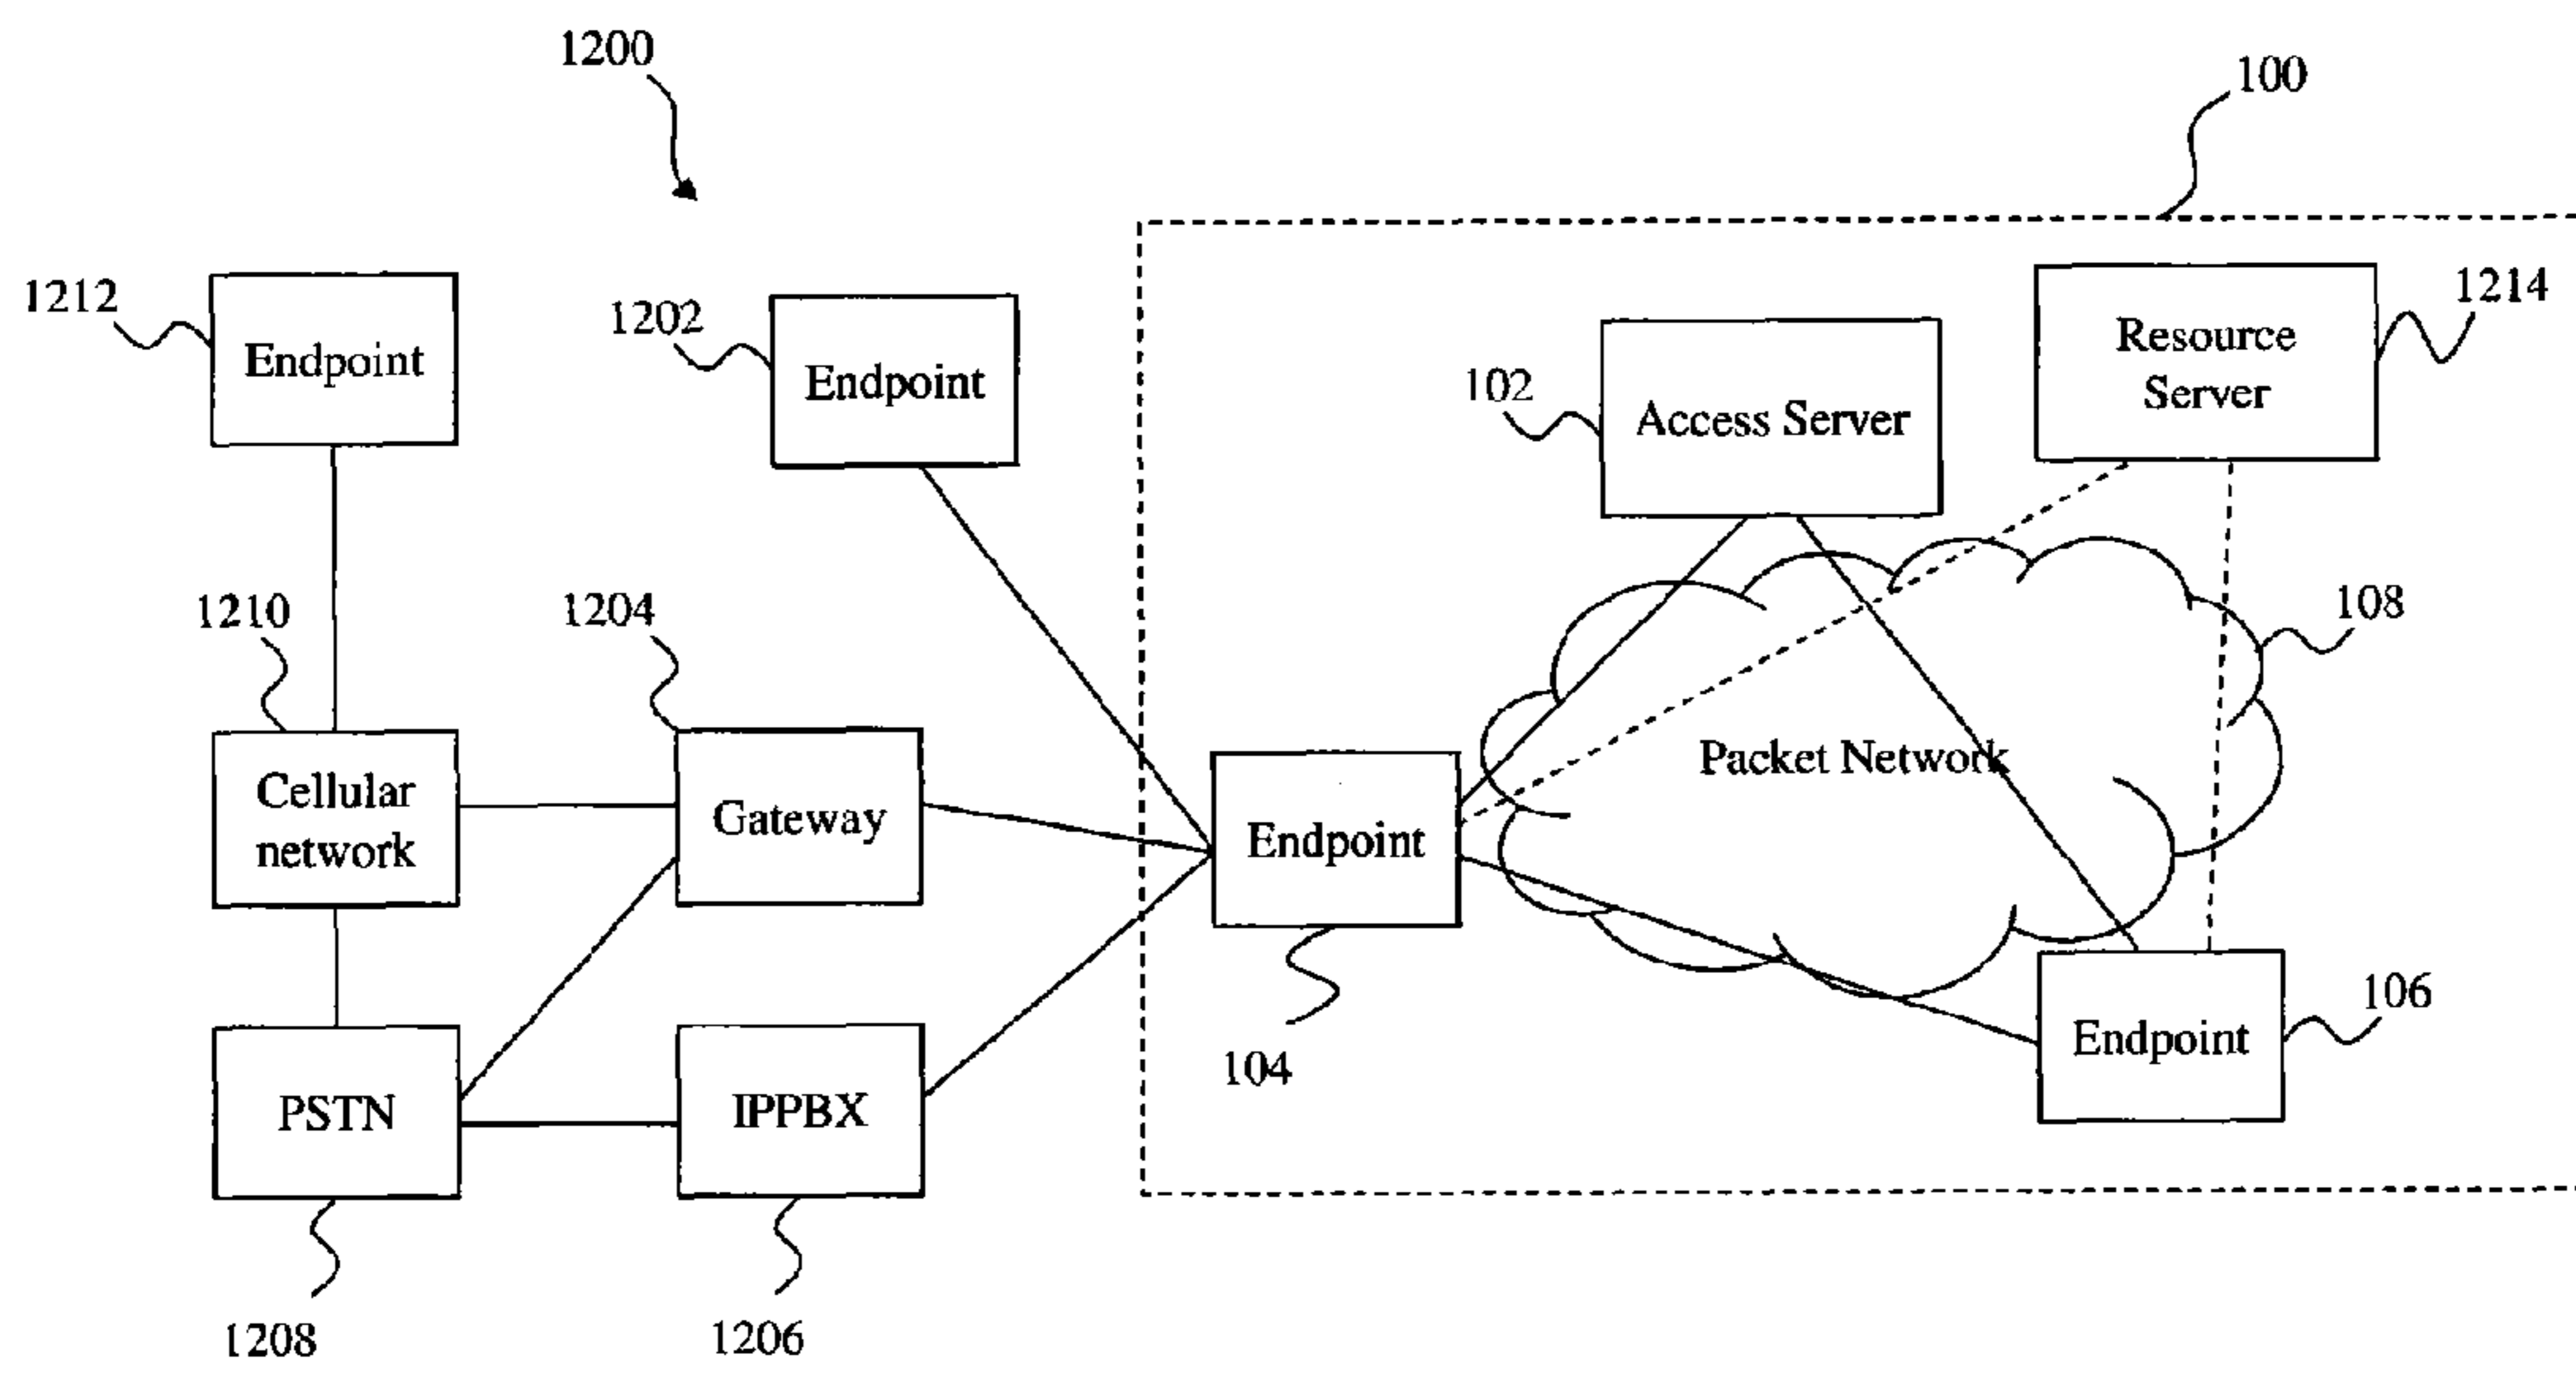 1200
100
1212
Endpoint
1202
Endpoint
102
Access Server
Resource
Server
1214
1210
Cellular
network
1204
Gateway
Endpoint
104
Packet Network
108
PSTN
1208
IPPBX
1206
Endpoint
106